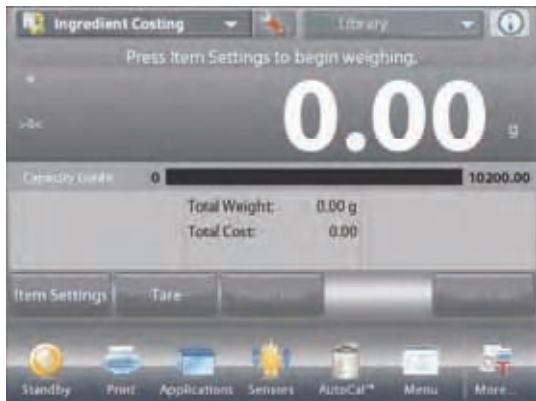 Ingredient Costing
Library
Press Item Settings to begin weighing.
*
>0<
0.00 g
Capacity Guide 0 10200.00
Total Weight: 0.00 g
Total Cost: 0.00
Item Settings Tare
Standby Print Applications Sensors AutoCal™ Menu More...